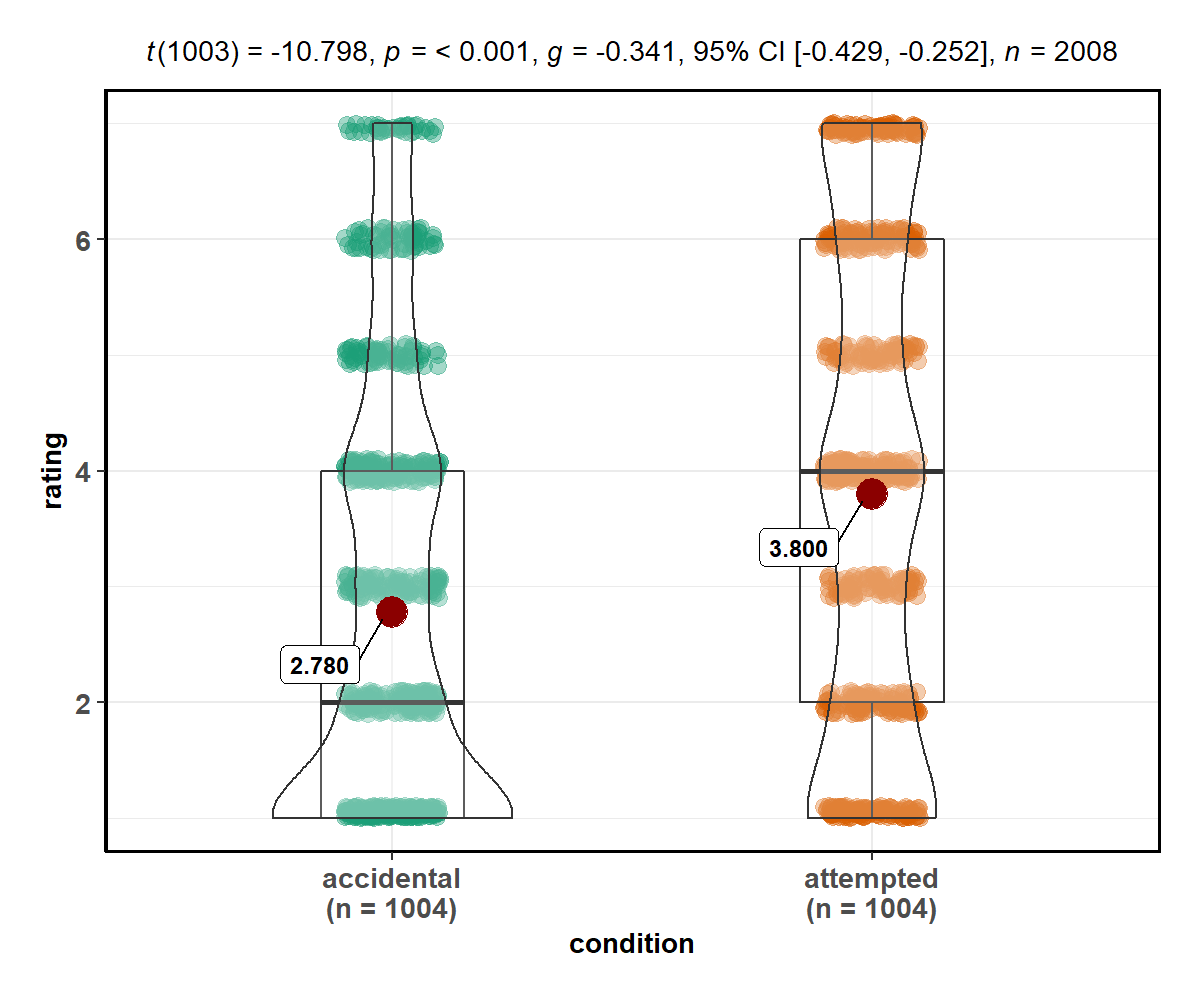 t(1003) = -10.798, p = < 0.001, g = -0.341, 95% CI [-0.429, -0.252], n = 2008
6
4
2
rating
3.800
2.780
accidental
(n = 1004)
attempted
(n = 1004)
condition